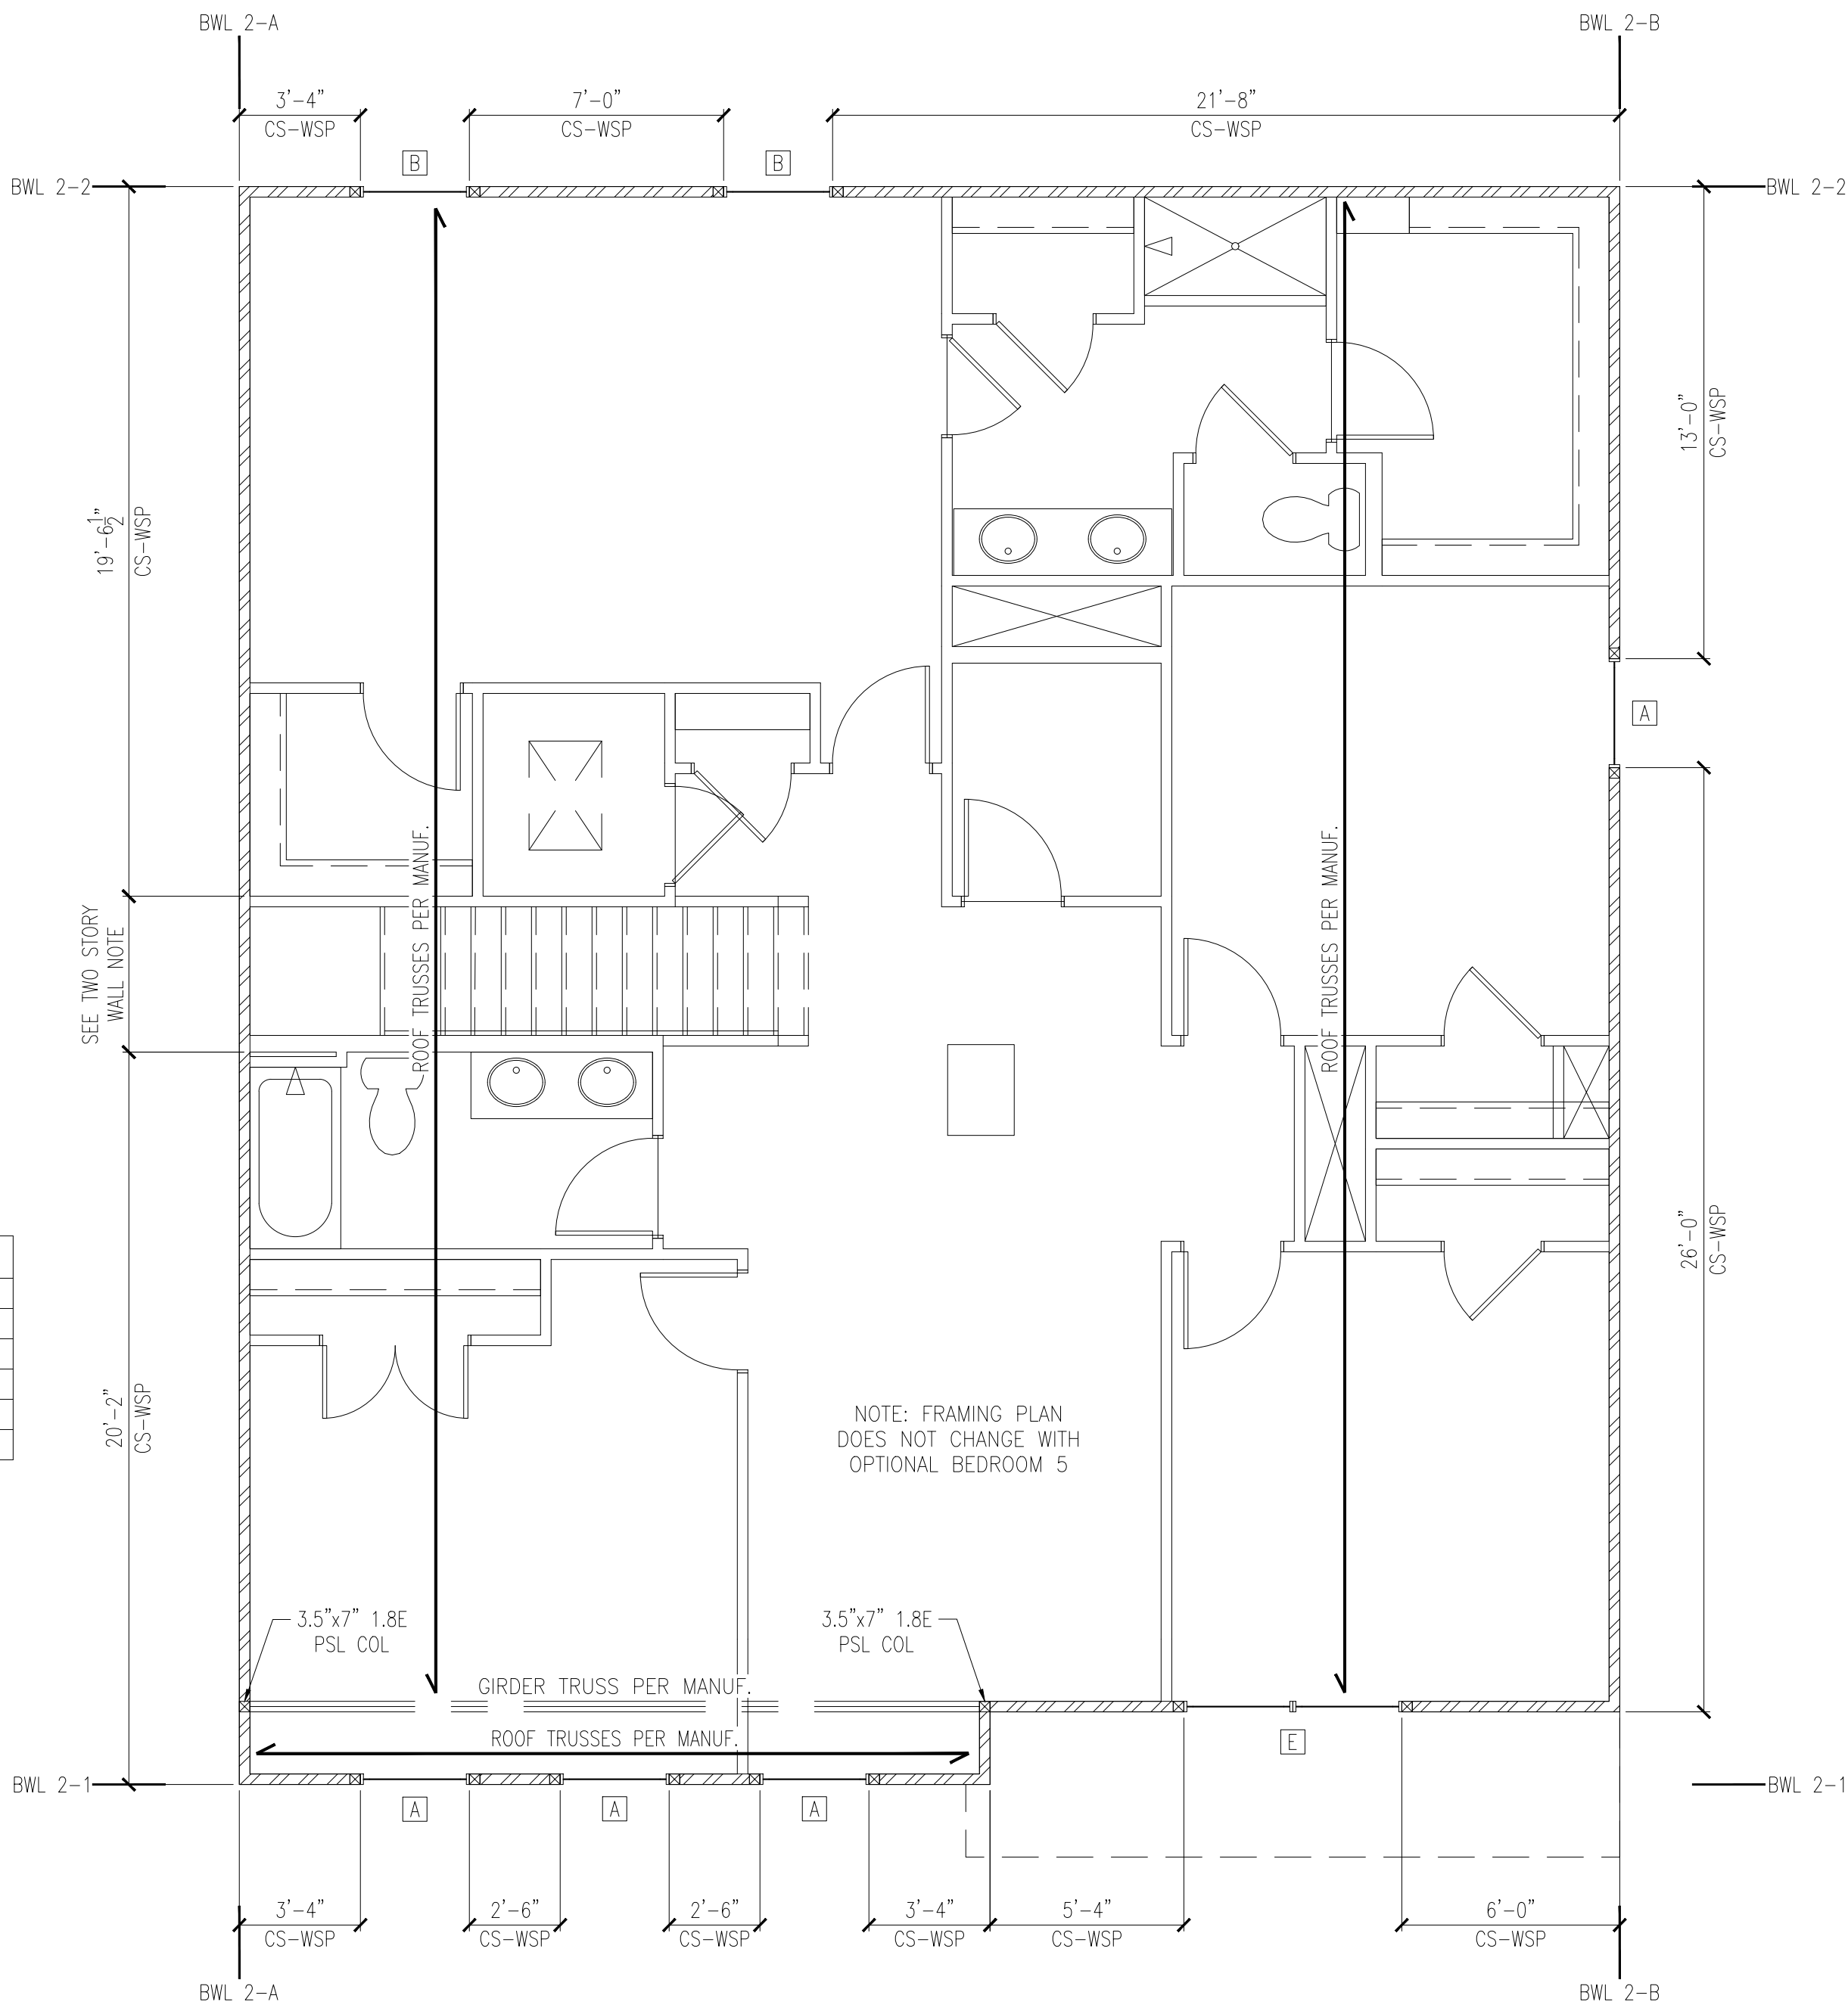 BWL 2-A
BWL 2-B
3'-4"
CS-WSP
7'-0"
CS-WSP
21'-8"
CS-WSP
B
B
BWL 2-2
BWL 2-2
13'-0"
CS-WSP
19'-6 1/2"
CS-WSP
A
ROOF TRUSSES PER MANUF.
ROOF TRUSSES PER MANUF.
SEE TWO STORY
WALL NOTE
26'-0"
CS-WSP
20'-2"
CS-WSP
NOTE: FRAMING PLAN
DOES NOT CHANGE WITH
OPTIONAL BEDROOM 5
3.5"x7" 1.8E
PSL COL
3.5"x7" 1.8E
PSL COL
GIRDER TRUSS PER MANUF.
ROOF TRUSSES PER MANUF.
E
BWL 2-1
BWL 2-1
A
A
A
3'-4"
CS-WSP
2'-6"
CS-WSP
2'-6"
CS-WSP
3'-4"
CS-WSP
5'-4"
CS-WSP
6'-0"
CS-WSP
BWL 2-A
BWL 2-B